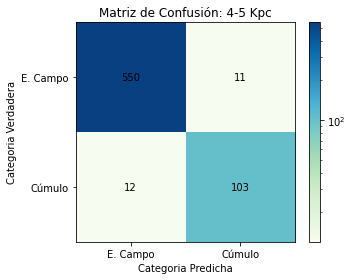 Matriz de Confusión: 4-5 Kpc
Categoria Verdadera
E. Campo
550
11
Cúmulo
12
103
10²
E. Campo
Cúmulo
Categoria Predicha